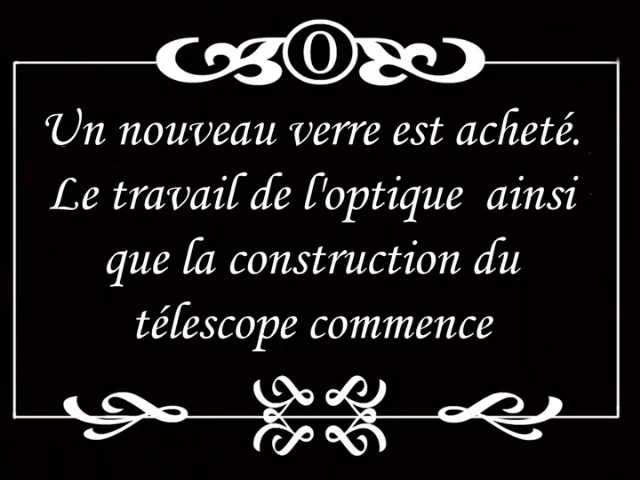 O
Un nouveau verre est acheté.
Le travail de l'optique ainsi
que la construction du
télescope commence